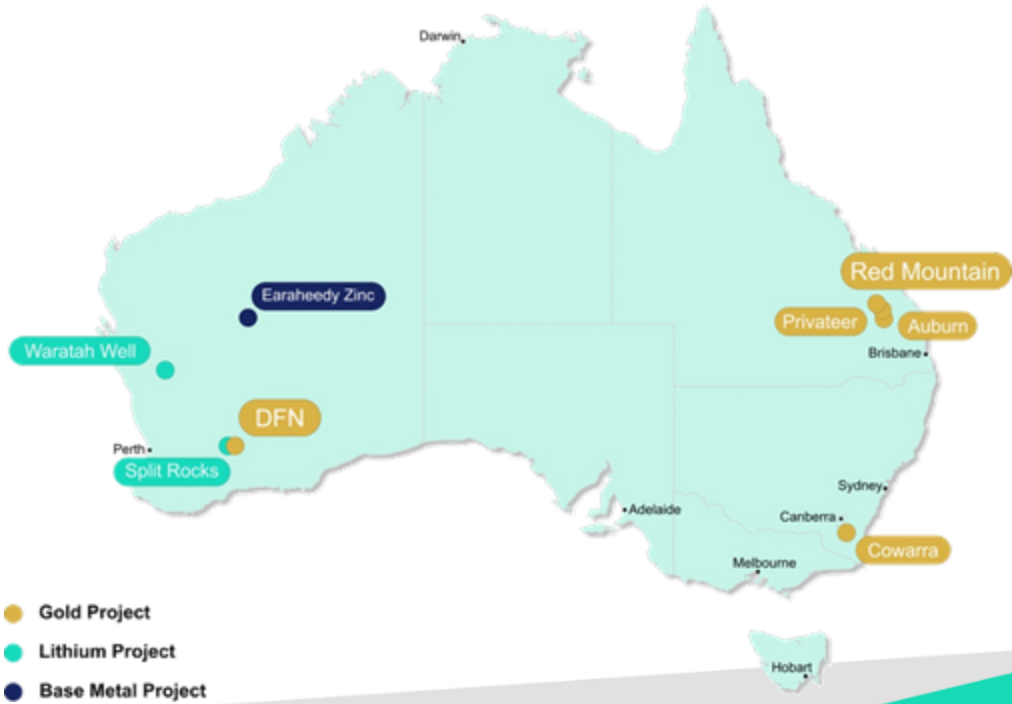 Darwin
Red Mountain
Earaheedy Zinc
Privateer
Auburn
Waratah Well
Brisbane
DFN
Perth
Split Rocks
Sydney
Adelaide
Canberra
Cowarra
Melbourne
Gold Project
Lithium Project
Hobart
Base Metal Project